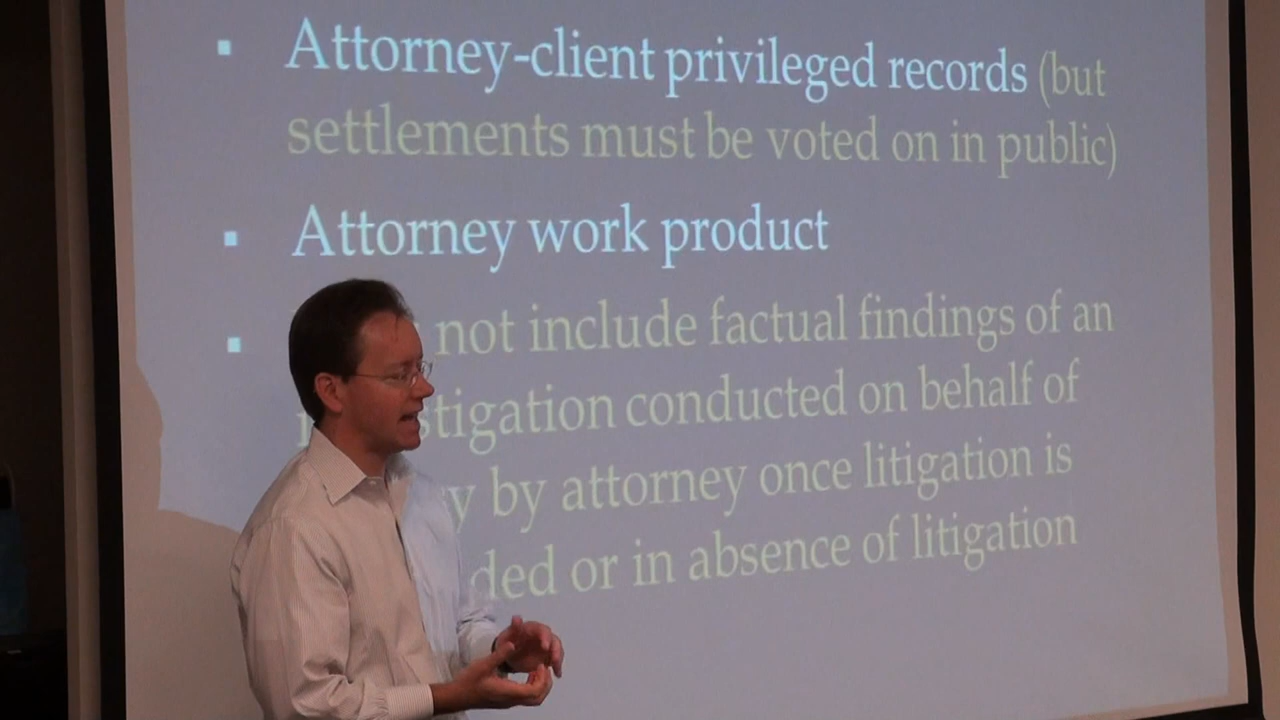 ▪ Attorney-client privileged records (but
settlements must be voted on in public)
▪ Attorney work product
▪ not include factual findings of an
conducted on behalf of
by attorney once litigation is
or in absence of litigation